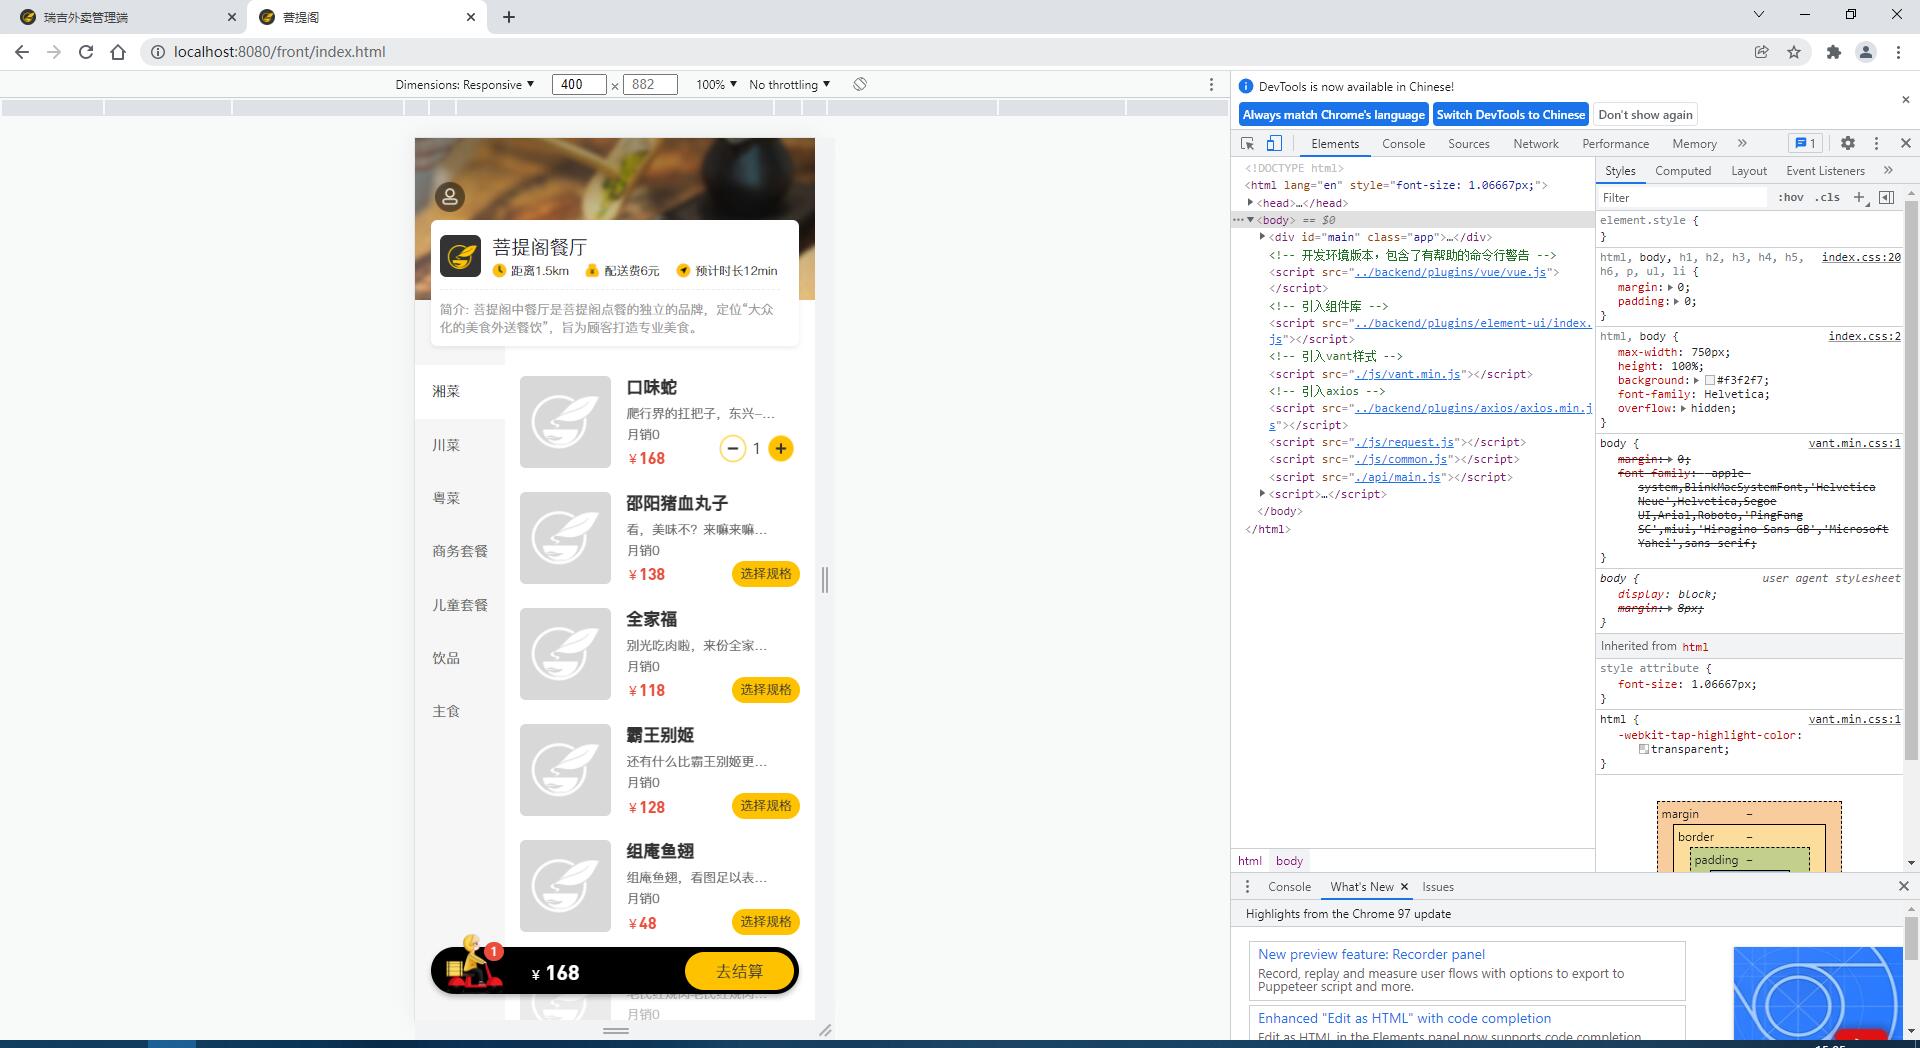 瑞吉外卖管理端
菩提阁
localhost:8080/front/index.html
Dimensions: Responsive ▼ 400 × 882 100% ▼ No throttling ▼
菩提阁餐厅
距离1.5km 配送费6元 预计时长12min
简介: 菩提阁中餐厅是菩提阁点餐的独立的品牌，定位“大众
化的美食外送餐饮”，旨为顾客打造专业美食。
湘菜
川菜
粤菜
商务套餐
儿童套餐
饮品
主食
口味蛇
爬行界的扛把子，东兴-...
月销0
￥168
1
邵阳猪血丸子
看，美味不？来嘛来嘛...
月销0
￥138 选择规格
全家福
别光吃肉啦，来份全家...
月销0
￥118 选择规格
霸王别姬
还有什么比霸王别姬更...
月销0
￥128 选择规格
组庵鱼翅
组庵鱼翅，看图足以表...
月销0
￥48 选择规格
1
￥ 168 去结算
月销0
DevTools is now available in Chinese!
Always match Chrome's language Switch DevTools to Chinese Don't show again
Elements Console Sources Network Performance Memory » 1
<!DOCTYPE html>
<html lang="en" style="font-size: 1.06667px;">
<head>…</head>
<body> == $0
<div id="main" class="app">…</div>
<!-- 开发环境版本，包含了有帮助的命令行警告 -->
<script src="../backend/plugins/vue/vue.js">
</script>
<!-- 引入组件库 -->
<script src="../backend/plugins/element-ui/index.
js"></script>
<!-- 引入vant样式 -->
<script src="./js/vant.min.js"></script>
<!-- 引入axios -->
<script src="../backend/plugins/axios/axios.min.j
s"></script>
<script src="./js/request.js"></script>
<script src="./js/common.js"></script>
<script src="./api/main.js"></script>
<script>…</script>
</body>
</html>
html body
Styles Computed Layout Event Listeners »
Filter :hov .cls +
element.style {
}
html, body, h1, h2, h3, h4, h5, index.css:20
h6, p, ul, li {
margin: 0;
padding: 0;
}
html, body { index.css:2
max-width: 750px;
height: 100%;
background: #f3f2f7;
font-family: Helvetica;
overflow: hidden;
}
body { vant.min.css:1
margin: 0;
font-family: -apple-
system,BlinkMacSystemFont,'Helvetica
Neue',Helvetica,Segoe
UI,Arial,Roboto,'PingFang
SC',miui,'Hiragino Sans GB','Microsoft
Yahei',sans-serif;
}
body { user agent stylesheet
display: block;
margin: 8px;
}
Inherited from html
style attribute {
font-size: 1.06667px;
}
html { vant.min.css:1
-webkit-tap-highlight-color:
transparent;
}
margin –
border –
padding –
Console What's New Issues
Highlights from the Chrome 97 update
New preview feature: Recorder panel
Record, replay and measure user flows with options to export to
Puppeteer script and more.
Enhanced "Edit as HTML" with code completion
Edit as HTML in the Elements panel now supports code completion